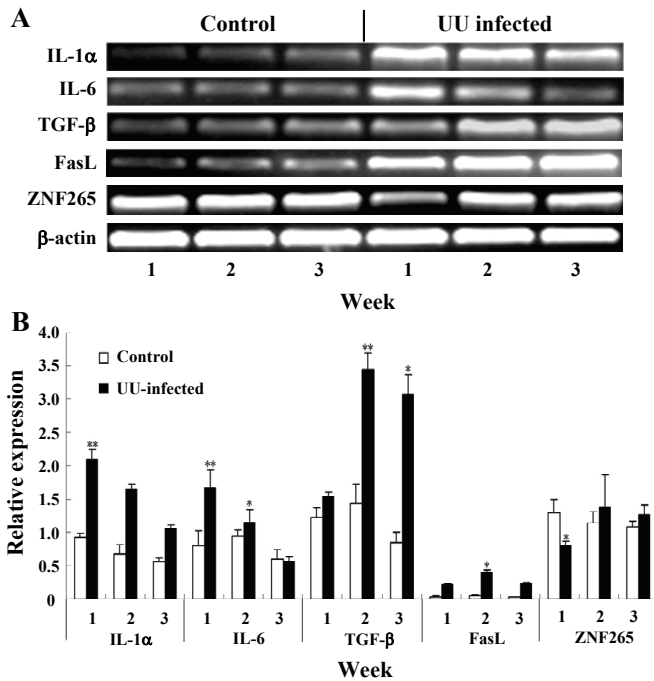 A
Control UU infected
IL-1α
IL-6
TGF-β
FasL
ZNF265
β-actin
1 2 3 1 2 3
Week
B
Relative expression
4.0
3.5
3.0
2.5
2.0
1.5
1.0
0.5
0
Control
UU-infected
** ** * ** * * *
1 2 3 1 2 3 1 2 3 1 2 3 1 2 3
IL-1α IL-6 TGF-β FasL ZNF265
Week